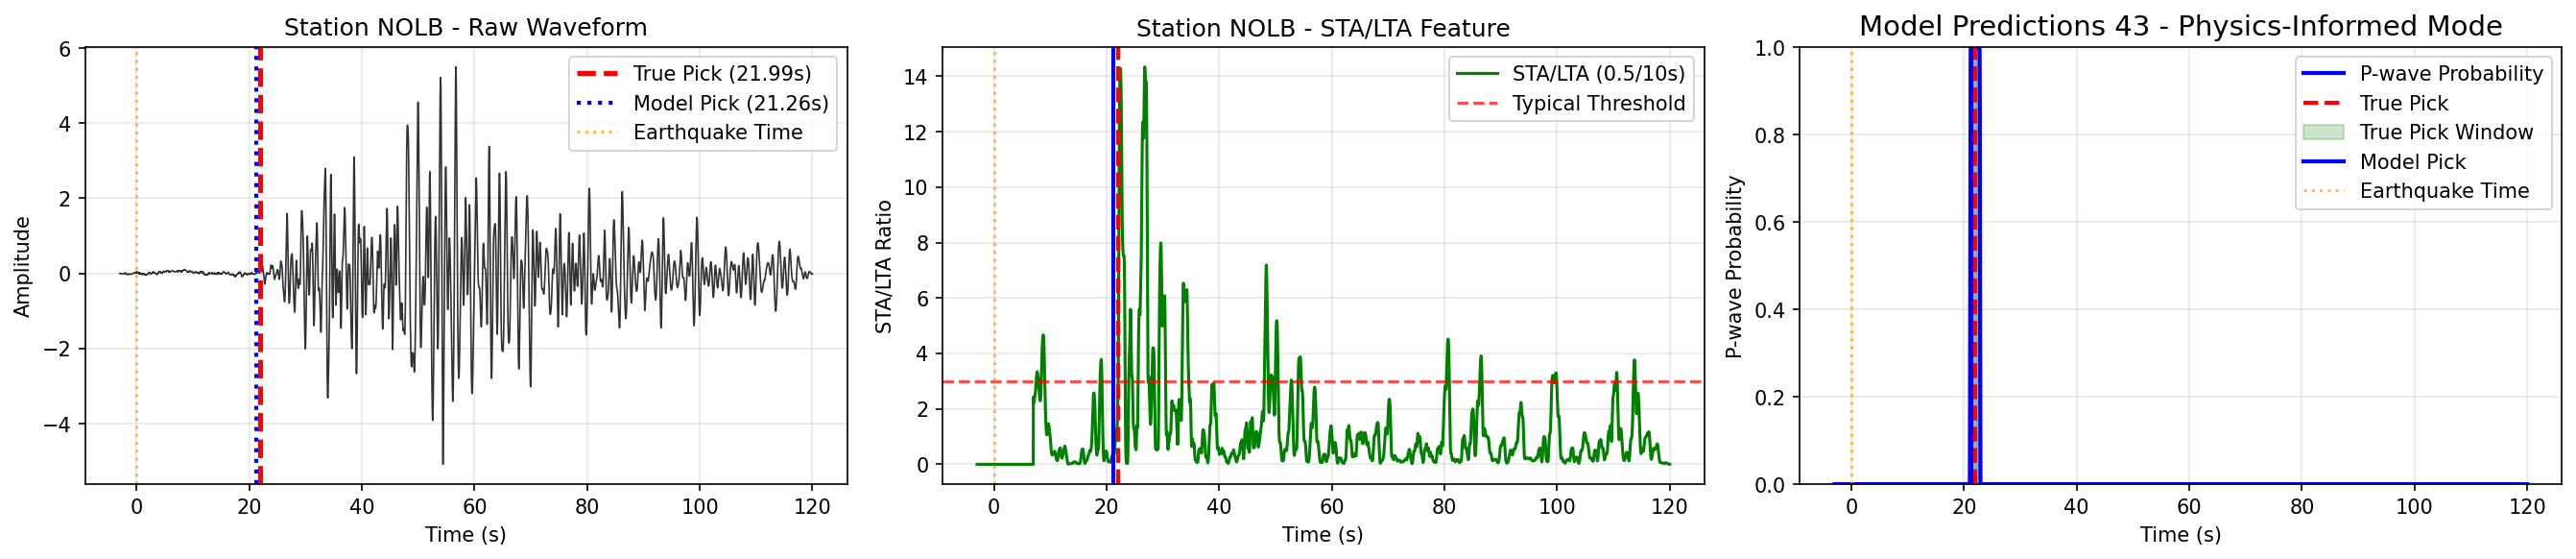 Station NOLB - Raw Waveform
6
4
2
0
−2
−4
Amplitude
0
20
40
60
80
100
120
Time (s)
True Pick (21.99s)
Model Pick (21.26s)
Earthquake Time
Station NOLB - STA/LTA Feature
14
12
10
8
6
4
2
0
STA/LTA Ratio
0
20
40
60
80
100
120
Time (s)
STA/LTA (0.5/10s)
Typical Threshold
Model Predictions 43 - Physics-Informed Mode
1.0
0.8
0.6
0.4
0.2
0.0
P-wave Probability
0
20
40
60
80
100
120
Time (s)
P-wave Probability
True Pick
True Pick Window
Model Pick
Earthquake Time